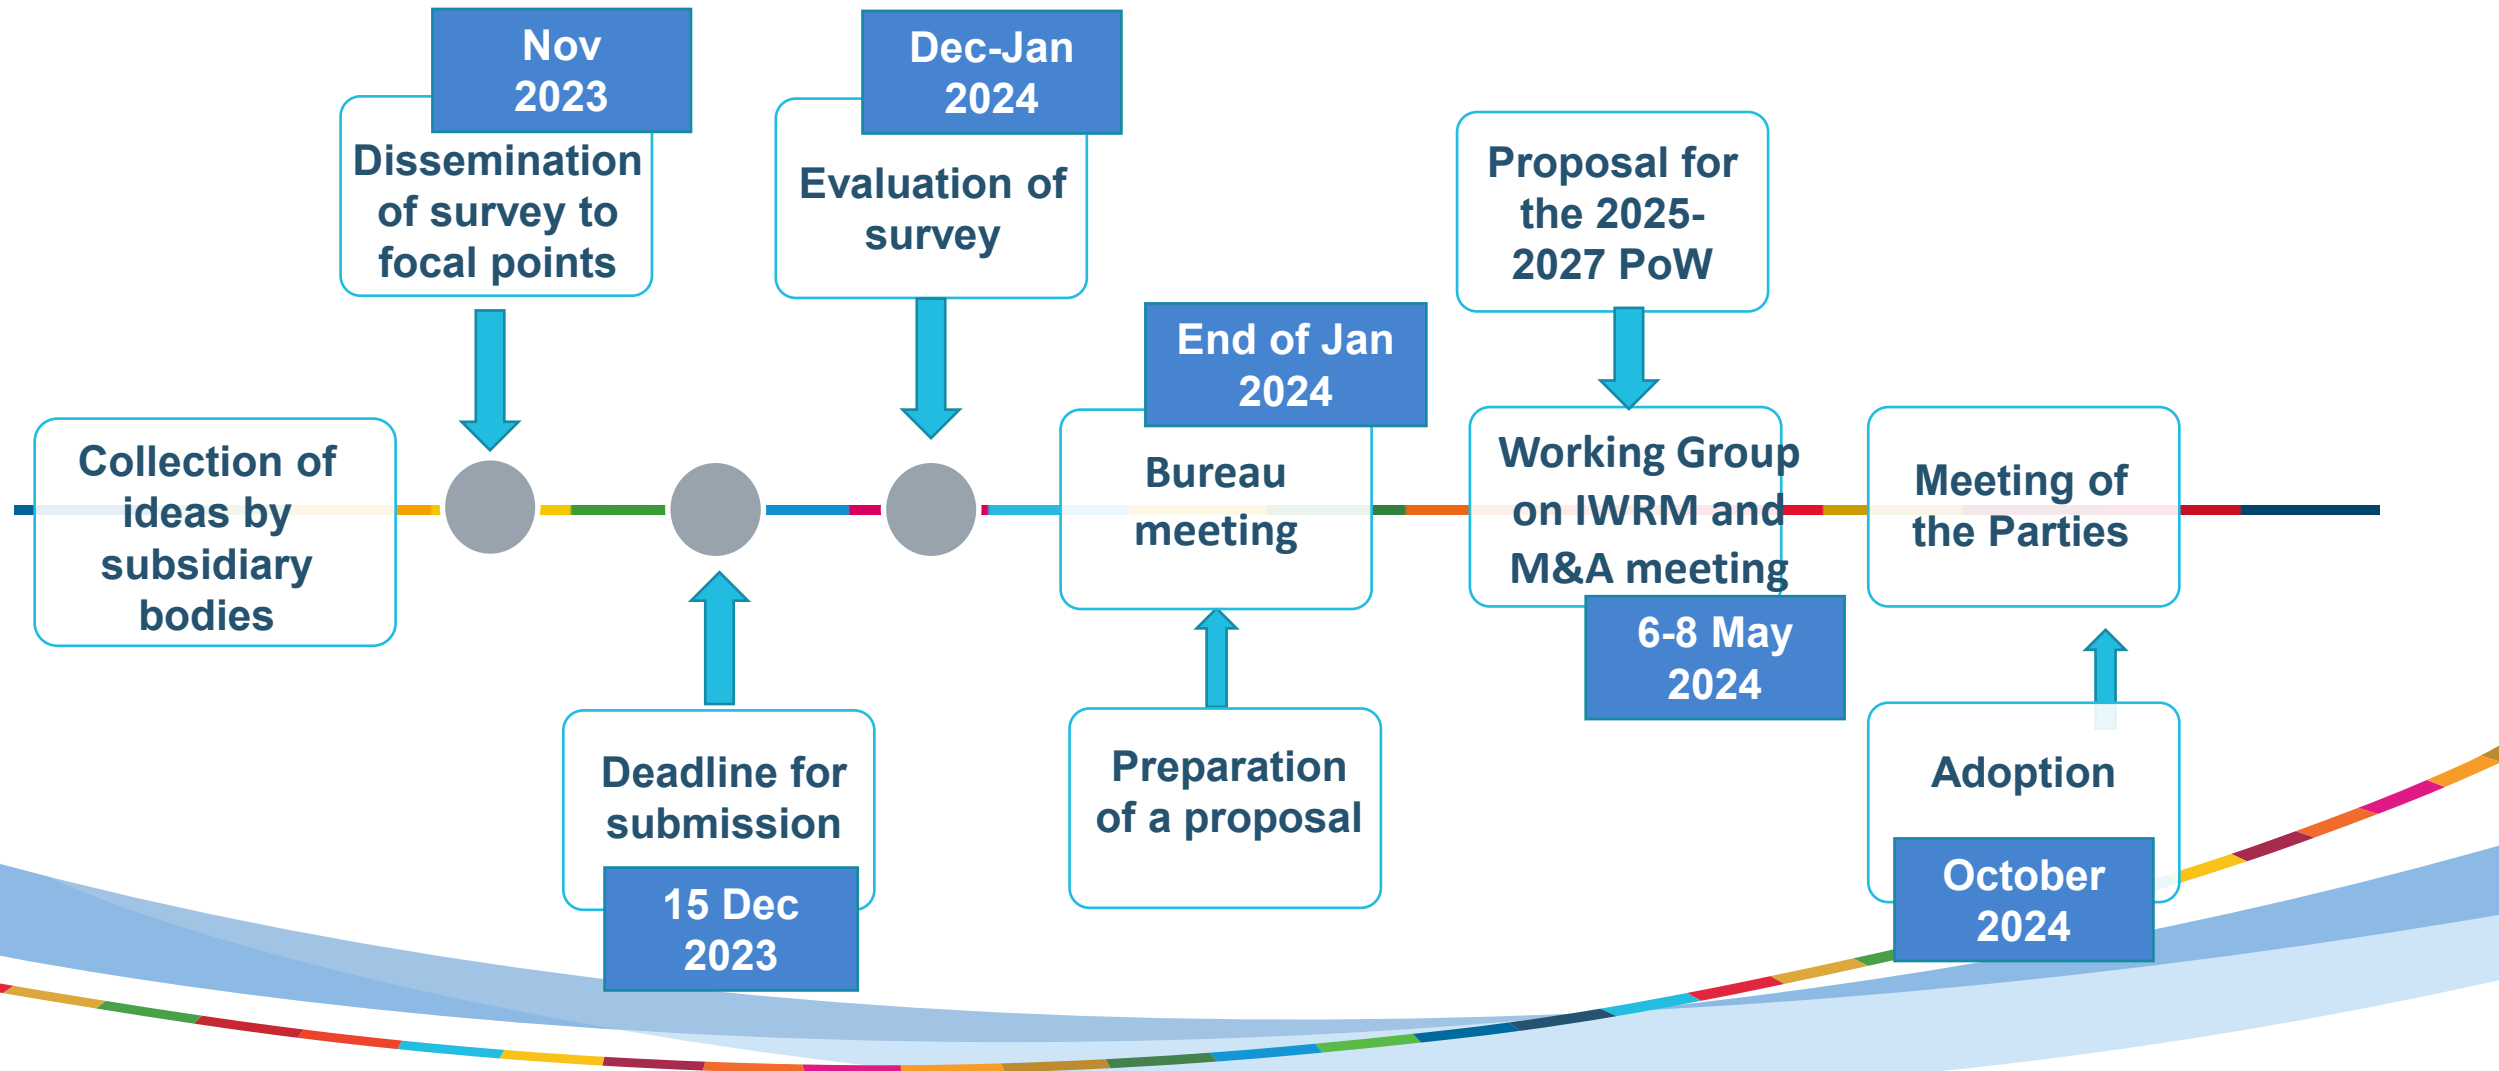 Collection of
ideas by
subsidiary
bodies
Nov
2023
Dissemination
of survey to
focal points
Deadline for
submission
15 Dec
2023
Dec-Jan
2024
Evaluation of
survey
End of Jan
2024
Bureau
meeting
Preparation
of a proposal
Proposal for
the 2025-
2027 PoW
Working Group
on IWRM and
M&A meeting
6-8 May
2024
Meeting of
the Parties
Adoption
October
2024